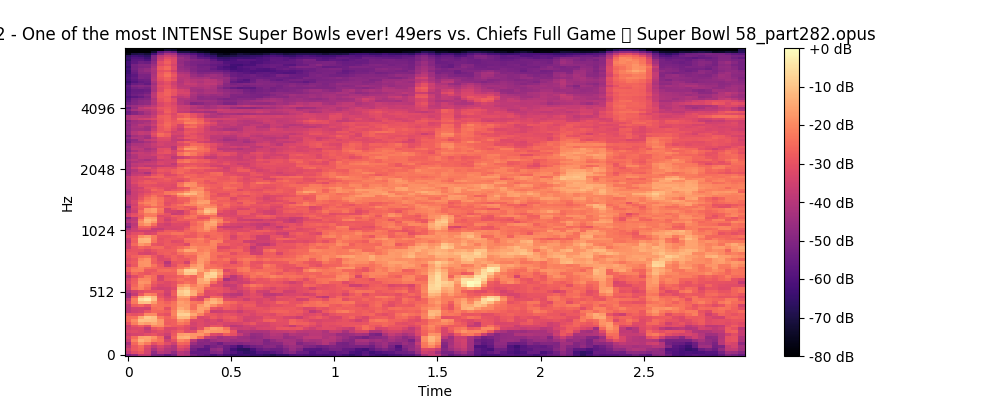 2 - One of the most INTENSE Super Bowls ever! 49ers vs. Chiefs Full Game Super Bowl 58_part282.opus
+0 dB
-10 dB
-20 dB
-30 dB
-40 dB
-50 dB
-60 dB
-70 dB
-80 dB
4096
2048
1024
512
0
Hz
0
0.5
1
1.5
2
2.5
Time